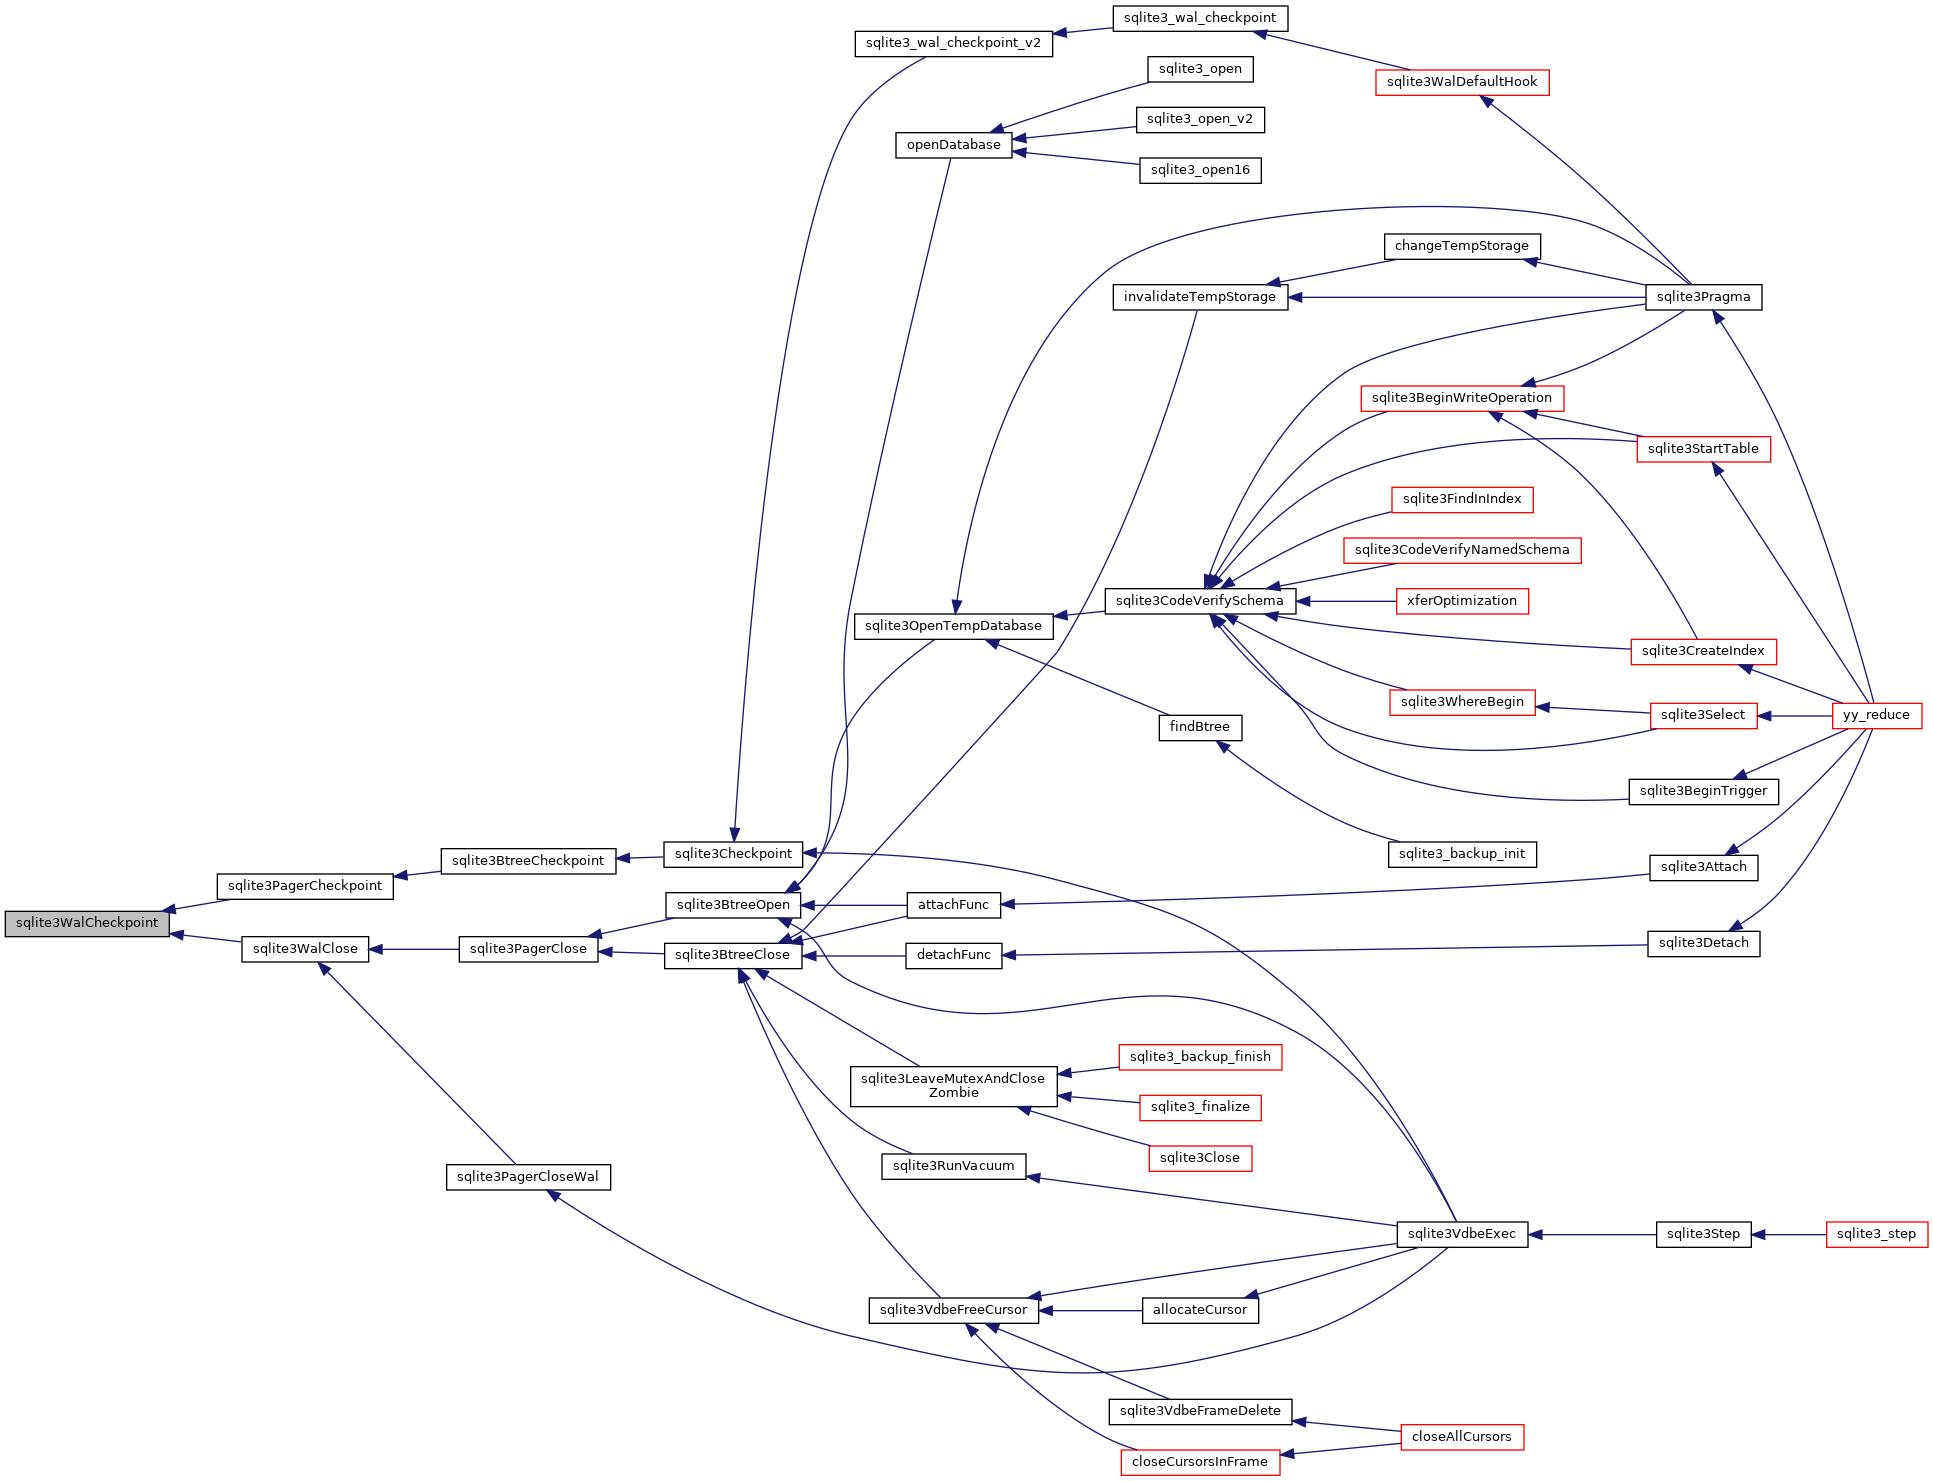 sqlite3_wal_checkpoint
sqlite3_wal_checkpoint_v2
sqlite3_open
sqlite3WalDefaultHook
sqlite3_open_v2
openDatabase
sqlite3_open16
changeTempStorage
invalidateTempStorage
sqlite3Pragma
sqlite3BeginWriteOperation
sqlite3StartTable
sqlite3FindInIndex
sqlite3CodeVerifyNamedSchema
sqlite3CodeVerifySchema
xferOptimization
sqlite3OpenTempDatabase
sqlite3CreateIndex
sqlite3WhereBegin
sqlite3Select
yy_reduce
findBtree
sqlite3BeginTrigger
sqlite3Checkpoint
sqlite3_backup_init
sqlite3BtreeCheckpoint
sqlite3Attach
sqlite3PagerCheckpoint
sqlite3BtreeOpen
attachFunc
sqlite3WalCheckpoint
sqlite3Detach
sqlite3WalClose
sqlite3PagerClose
sqlite3BtreeClose
detachFunc
sqlite3_backup_finish
sqlite3LeaveMutexAndClose
Zombie
sqlite3_finalize
sqlite3Close
sqlite3RunVacuum
sqlite3PagerCloseWal
sqlite3VdbeExec
sqlite3Step
sqlite3_step
sqlite3VdbeFreeCursor
allocateCursor
sqlite3VdbeFrameDelete
closeAllCursors
closeCursorsInFrame